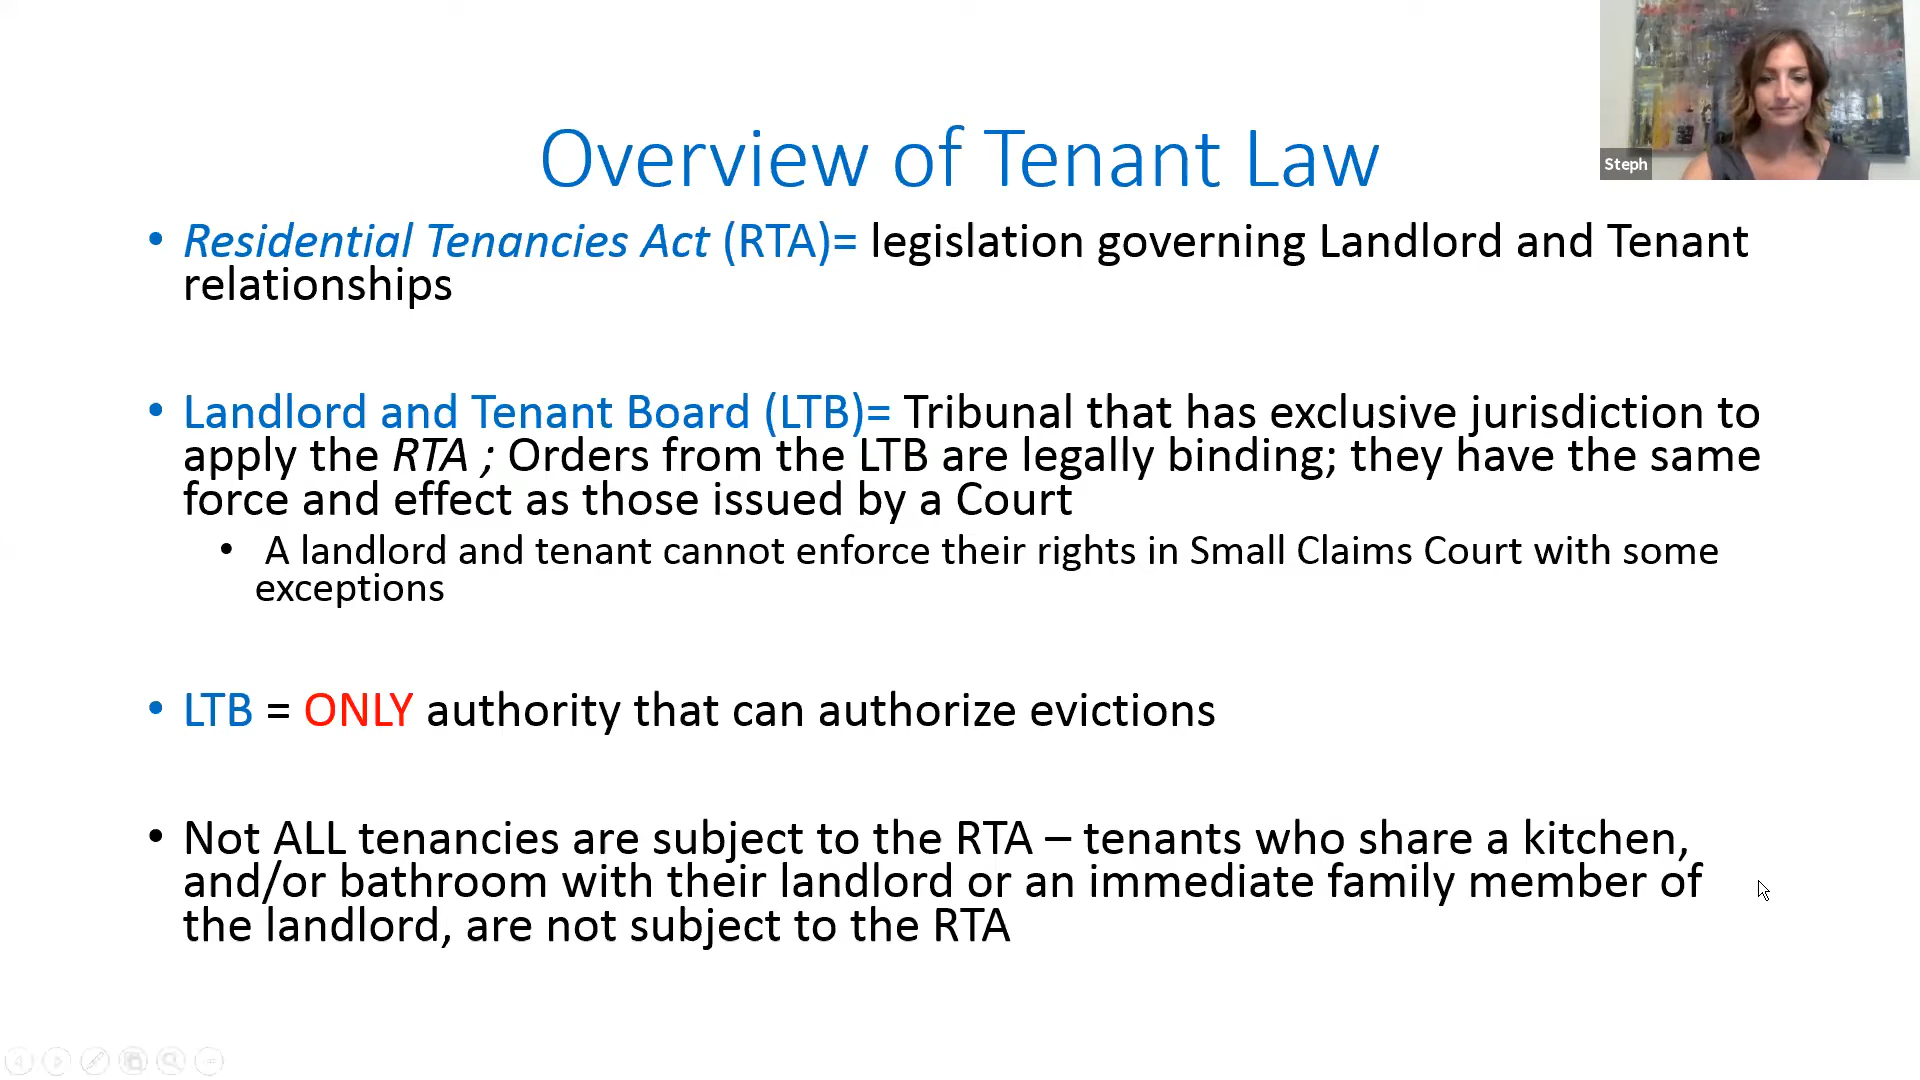 Steph
Overview of Tenant Law
• Residential Tenancies Act (RTA)= legislation governing Landlord and Tenant
relationships
• Landlord and Tenant Board (LTB)= Tribunal that has exclusive jurisdiction to
apply the RTA ; Orders from the LTB are legally binding; they have the same
force and effect as those issued by a Court
• A landlord and tenant cannot enforce their rights in Small Claims Court with some
exceptions
• LTB = ONLY authority that can authorize evictions
• Not ALL tenancies are subject to the RTA – tenants who share a kitchen,
and/or bathroom with their landlord or an immediate family member of
the landlord, are not subject to the RTA